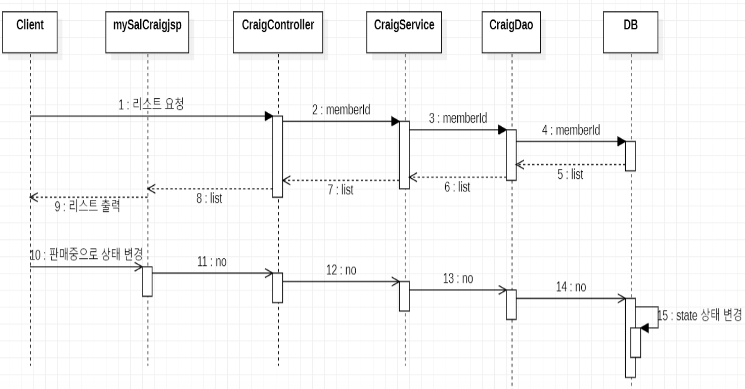 Client
mySalCraigjsp
CraigController
CraigService
CraigDao
DB
1 : 리스트 요청
2 : memberId
3 : memberId
4 : memberId
5 : list
6 : list
7 : list
8 : list
9 : 리스트 출력
10 : 판매중으로 상태 변경
11 : no
12 : no
13 : no
14 : no
15 : state 상태 변경